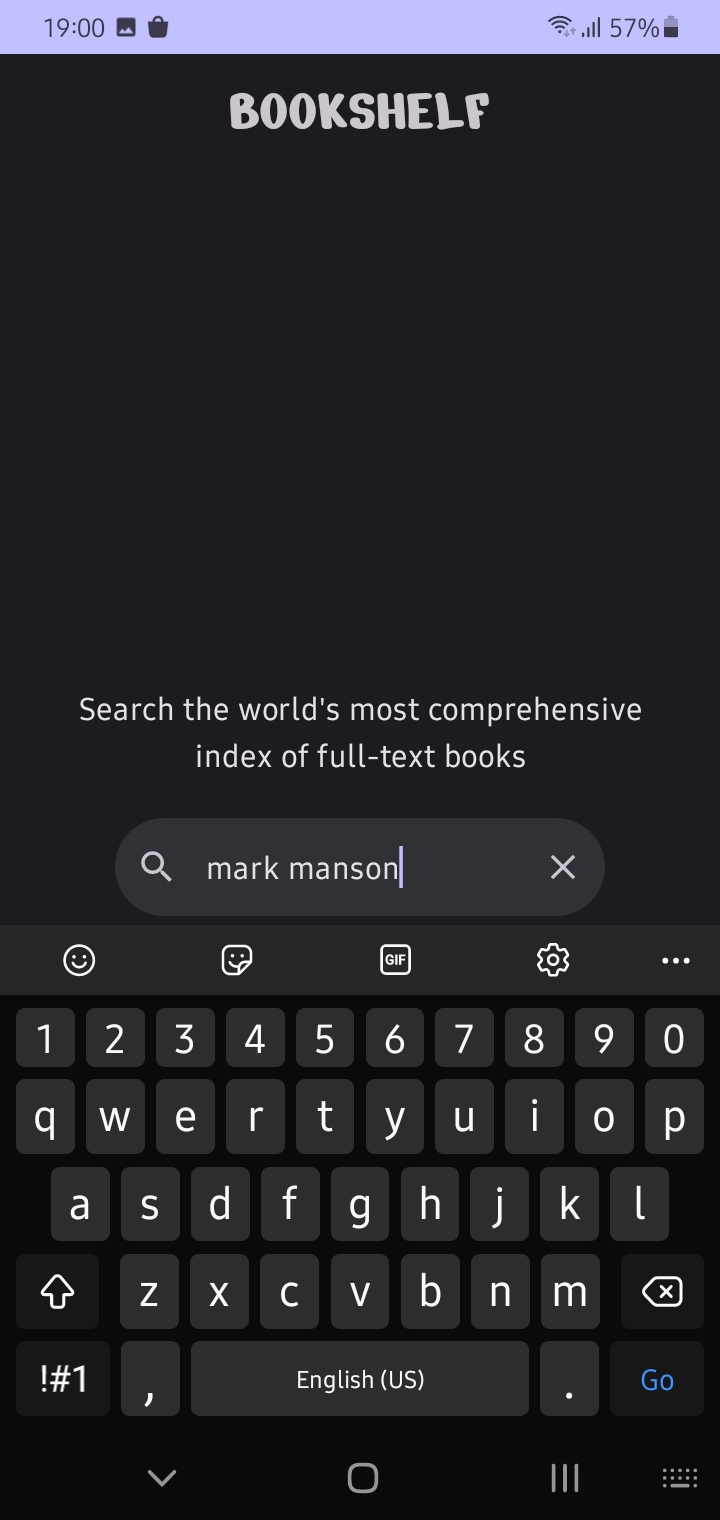 19:00
57%
BOOKSHELF
Search the world's most comprehensive
index of full-text books
mark manson
GIF
1 2 3 4 5 6 7 8 9 0
q w e r t y u i o p
a s d f g h j k l
z x c v b n m
!#1 , English (US) . Go